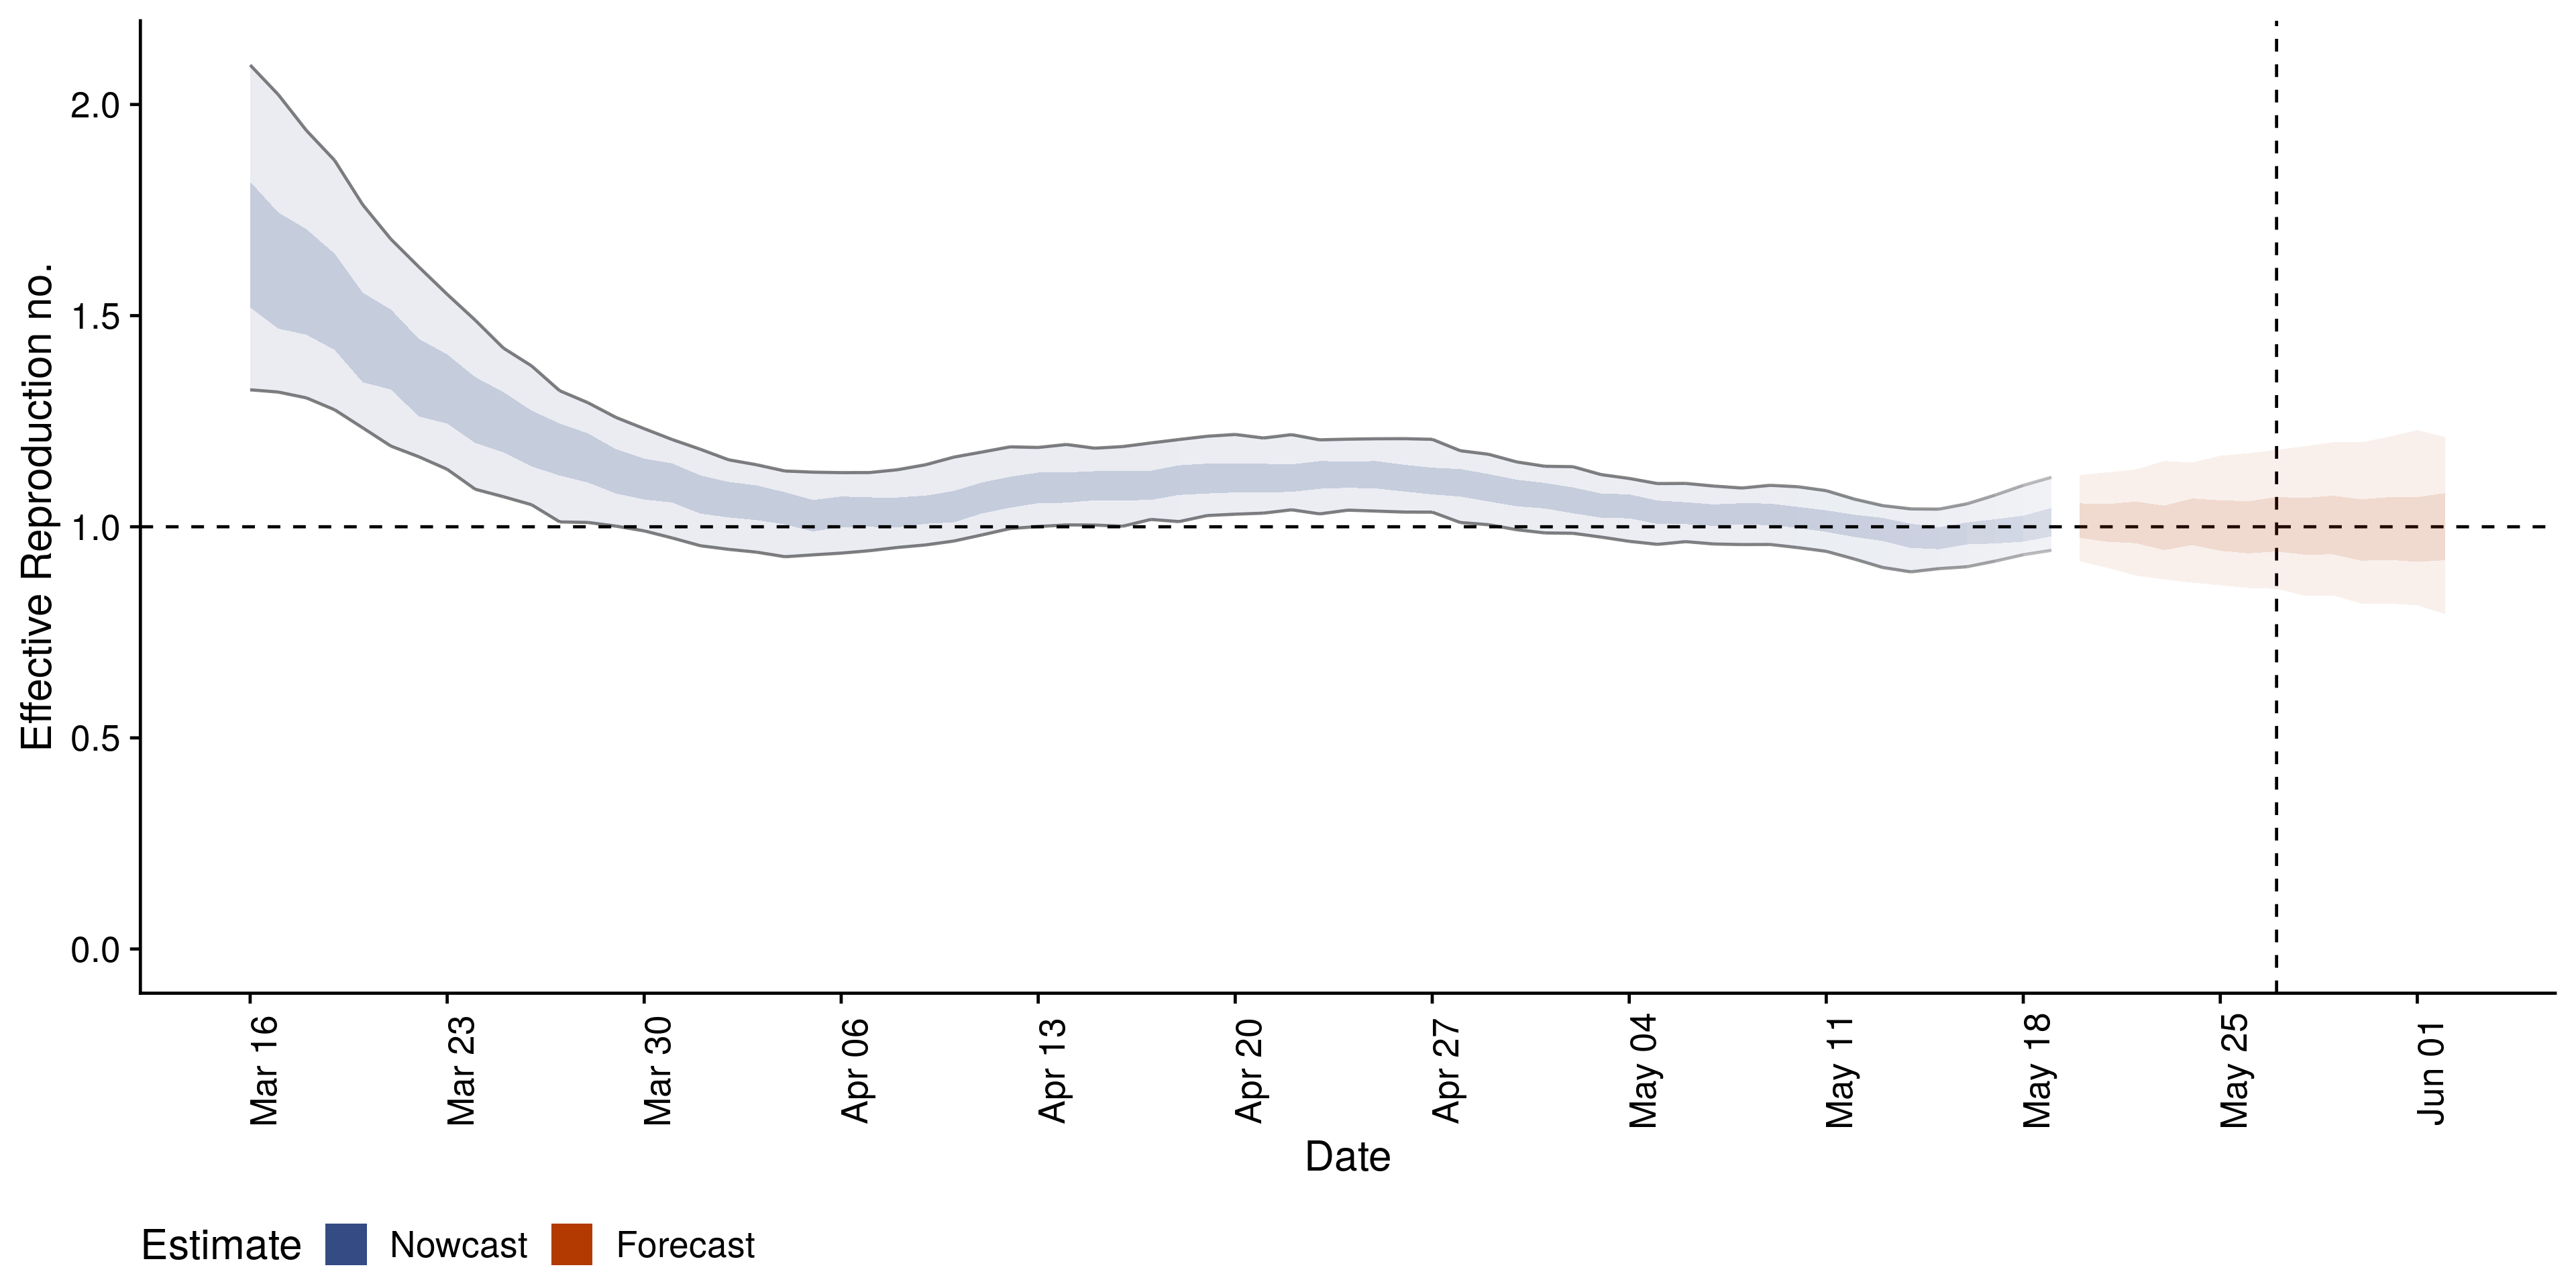 Effective Reproduction no.
2.0
1.5
1.0
0.5
0.0
Mar 16
Mar 23
Mar 30
Apr 06
Apr 13
Apr 20
Apr 27
May 04
May 11
May 18
May 25
Jun 01
Date
Estimate Nowcast Forecast